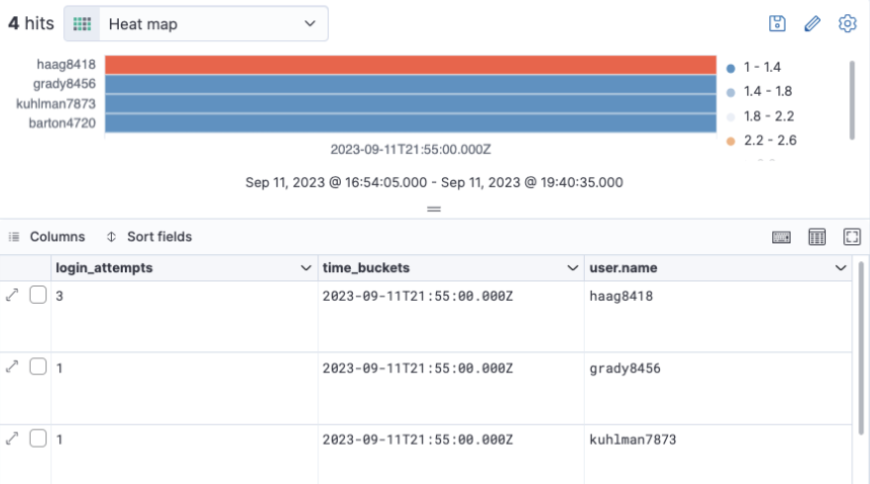 4 hits Heat map
haag8418
grady8456
kuhlman7873
barton4720
2023-09-11T21:55:00.000Z
1 - 1.4
1.4 - 1.8
1.8 - 2.2
2.2 - 2.6
Sep 11, 2023 @ 16:54:05.000 - Sep 11, 2023 @ 19:40:35.000
Columns Sort fields
login_attempts time_buckets user.name
3 2023-09-11T21:55:00.000Z haag8418
1 2023-09-11T21:55:00.000Z grady8456
1 2023-09-11T21:55:00.000Z kuhlman7873